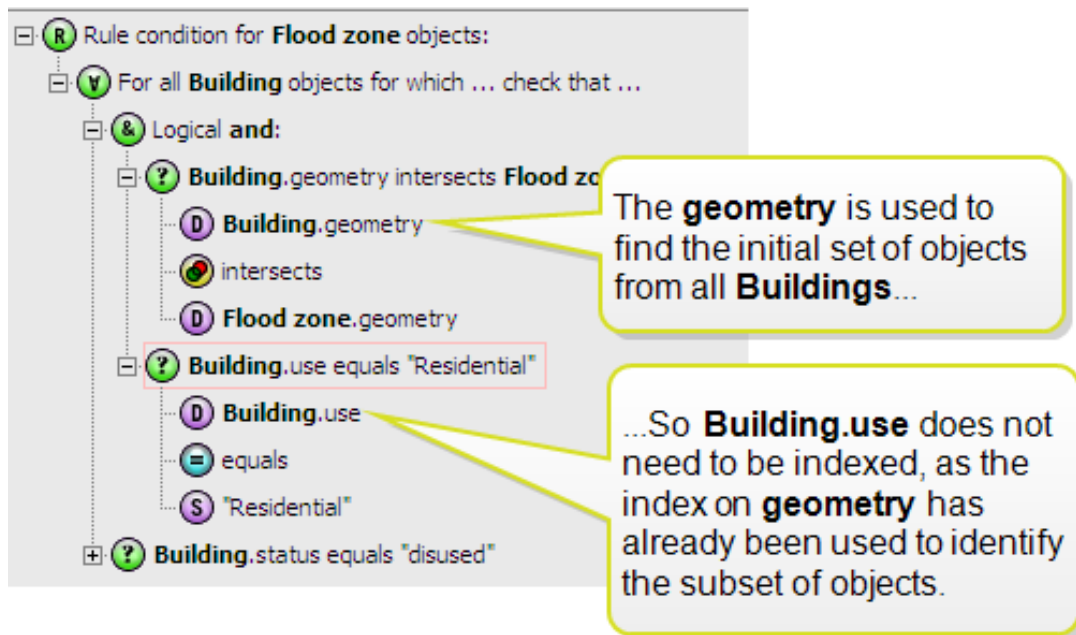 R Rule condition for Flood zone objects:
∀ For all Building objects for which ... check that ...
& Logical and:
? Building.geometry intersects Flood zo
D Building.geometry
intersects
D Flood zone.geometry
? Building.use equals "Residential"
D Building.use
= equals
S "Residential"
? Building.status equals "disused"
The geometry is used to
find the initial set of objects
from all Buildings...
...So Building.use does not
need to be indexed, as the
index on geometry has
already been used to identify
the subset of objects.